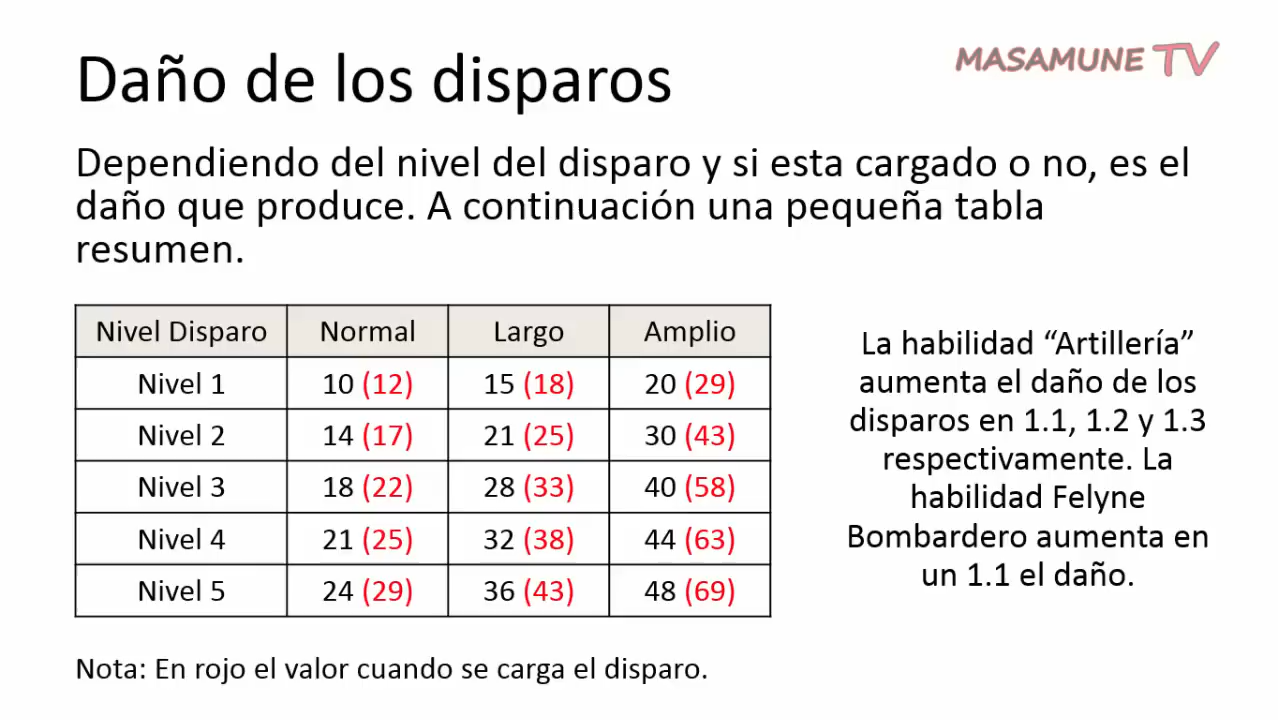 Daño de los disparos
MASAMUNE TV
Dependiendo del nivel del disparo y si esta cargado o no, es el
daño que produce. A continuación una pequeña tabla
resumen.
Nivel Disparo Normal Largo Amplio
Nivel 1 10 (12) 15 (18) 20 (29)
Nivel 2 14 (17) 21 (25) 30 (43)
Nivel 3 18 (22) 28 (33) 40 (58)
Nivel 4 21 (25) 32 (38) 44 (63)
Nivel 5 24 (29) 36 (43) 48 (69)
La habilidad “Artillería”
aumenta el daño de los
disparos en 1.1, 1.2 y 1.3
respectivamente. La
habilidad Felyne
Bombardero aumenta en
un 1.1 el daño.
Nota: En rojo el valor cuando se carga el disparo.